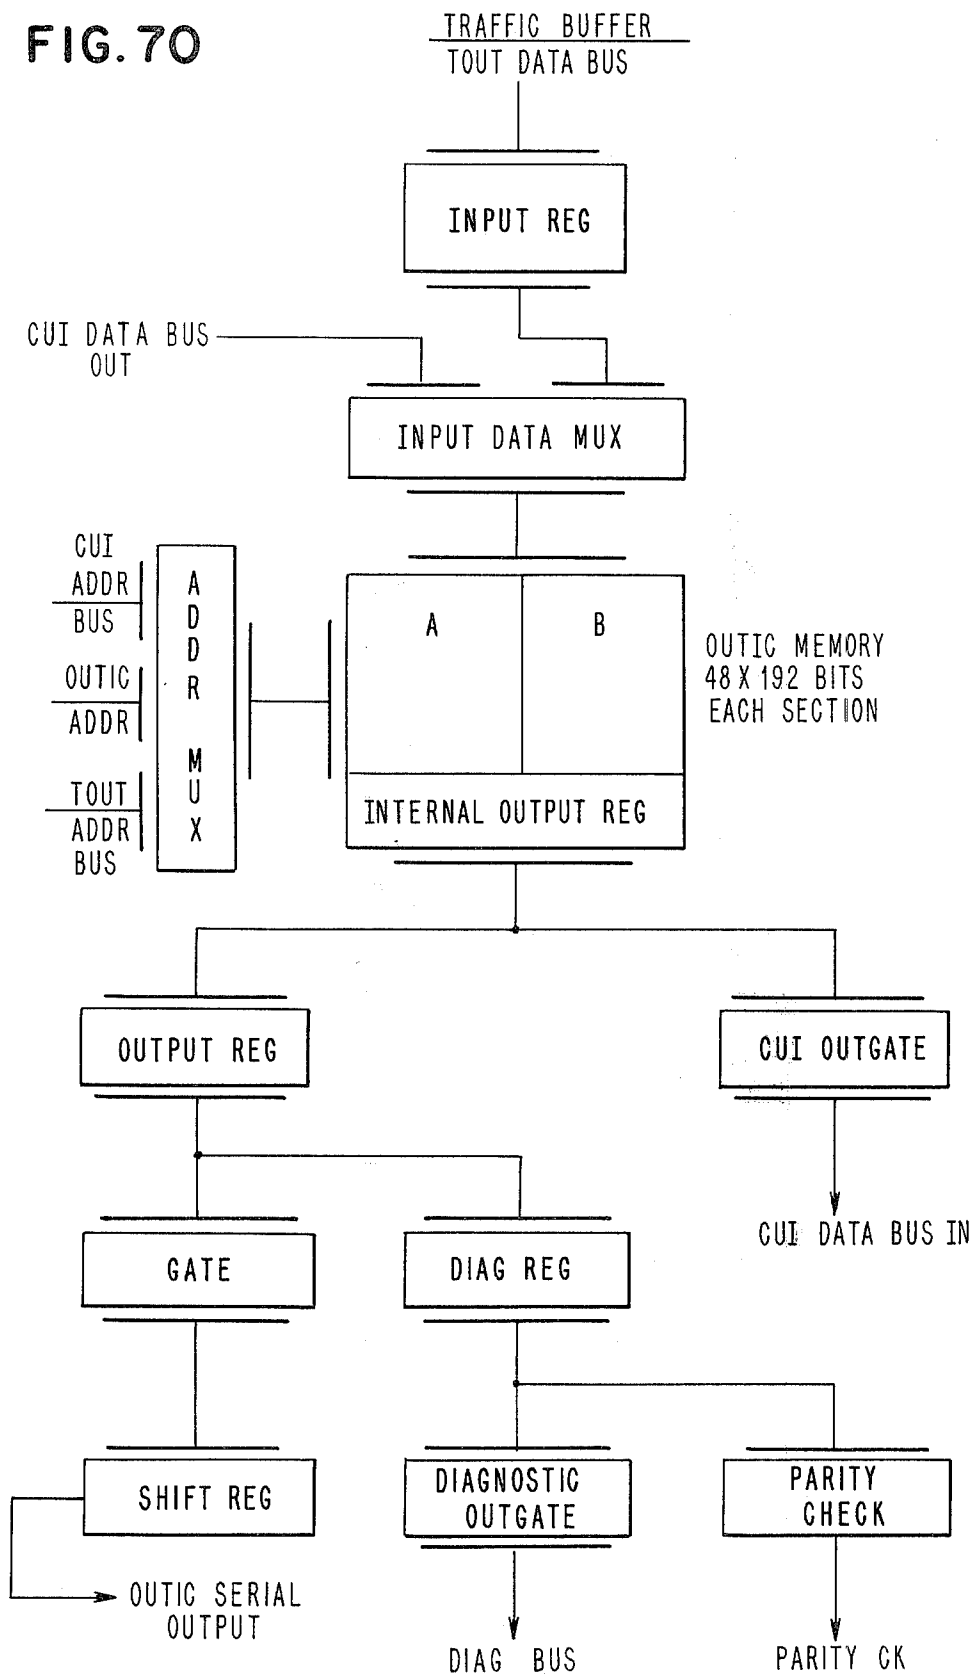 FIG. 70
TRAFFIC BUFFER
TOUT DATA BUS
INPUT REG
CUI DATA BUS
OUT
INPUT DATA MUX
CUI
ADDR
BUS
OUTIC
ADDR
TOUT
ADDR
BUS
ADDR MUX
A
B
OUTIC MEMORY
48 X 192 BITS
EACH SECTION
INTERNAL OUTPUT REG
OUTPUT REG
CUI OUTGATE
CUI DATA BUS IN
GATE
DIAG REG
SHIFT REG
DIAGNOSTIC
OUTGATE
PARITY
CHECK
OUTIC SERIAL
OUTPUT
DIAG BUS
PARITY CK